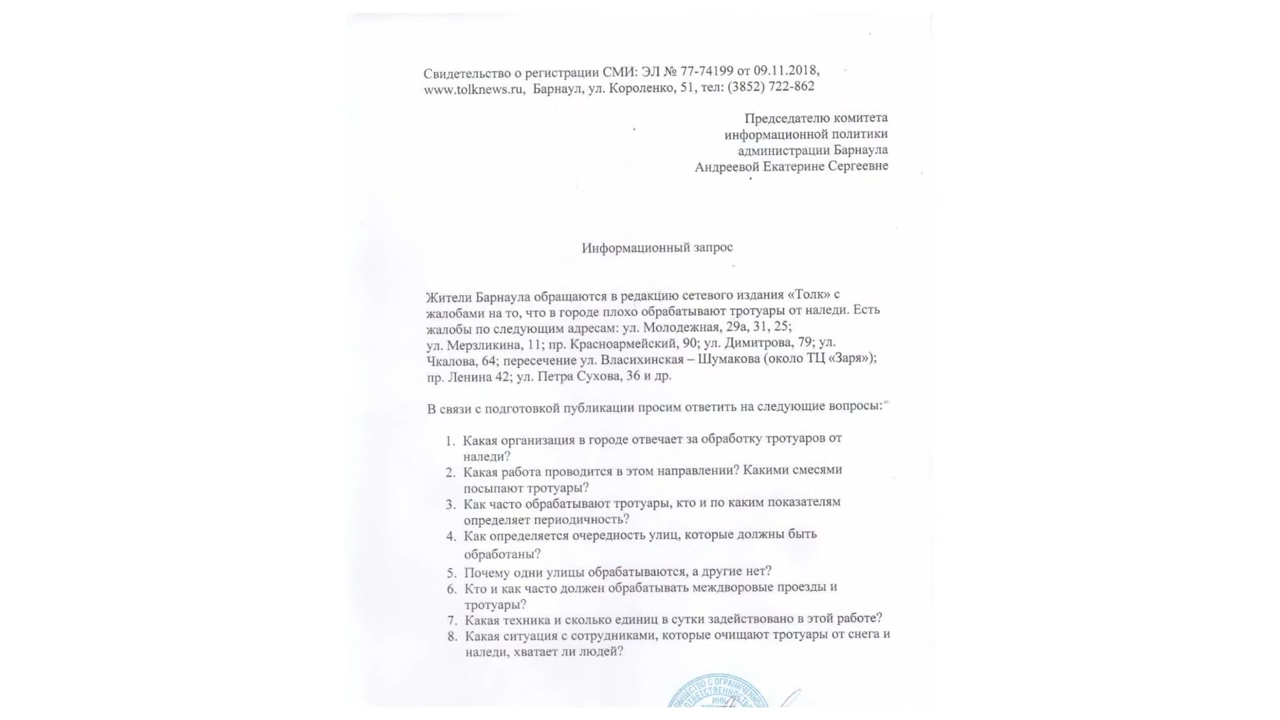 Свидетельство о регистрации СМИ: ЭЛ № 77-74199 от 09.11.2018,
www.tolknews.ru, Барнаул, ул. Короленко, 51, тел: (3852) 722-862
Председателю комитета
информационной политики
администрации Барнаула
Андреевой Екатерине Сергеевне
Информационный запрос
Жители Барнаула обращаются в редакцию сетевого издания «Толк» с
жалобами на то, что в городе плохо обрабатывают тротуары от наледи. Есть
жалобы по следующим адресам: ул. Молодежная, 29а, 31, 25;
ул. Мерзликина, 11; пр. Красноармейский, 90; ул. Димитрова, 79; ул.
Чкалова, 64; пересечение ул. Власихинская – Шумакова (около ТЦ «Заря»);
пр. Ленина 42; ул. Петра Сухова, 36 и др.
В связи с подготовкой публикации просим ответить на следующие вопросы:
1. Какая организация в городе отвечает за обработку тротуаров от
наледи?
2. Какая работа проводится в этом направлении? Какими смесями
посыпают тротуары?
3. Как часто обрабатывают тротуары, кто и по каким показателям
определяет периодичность?
4. Как определяется очередность улиц, которые должны быть
обработаны?
5. Почему одни улицы обрабатываются, а другие нет?
6. Кто и как часто должен обрабатывать междворовые проезды и
тротуары?
7. Какая техника и сколько единиц в сутки задействовано в этой работе?
8. Какая ситуация с сотрудниками, которые очищают тротуары от снега и
наледи, хватает ли людей?
ОБЩЕСТВО С ОГРАНИЧЕННОЙ
ОТВЕТСТВЕННОСТЬЮ